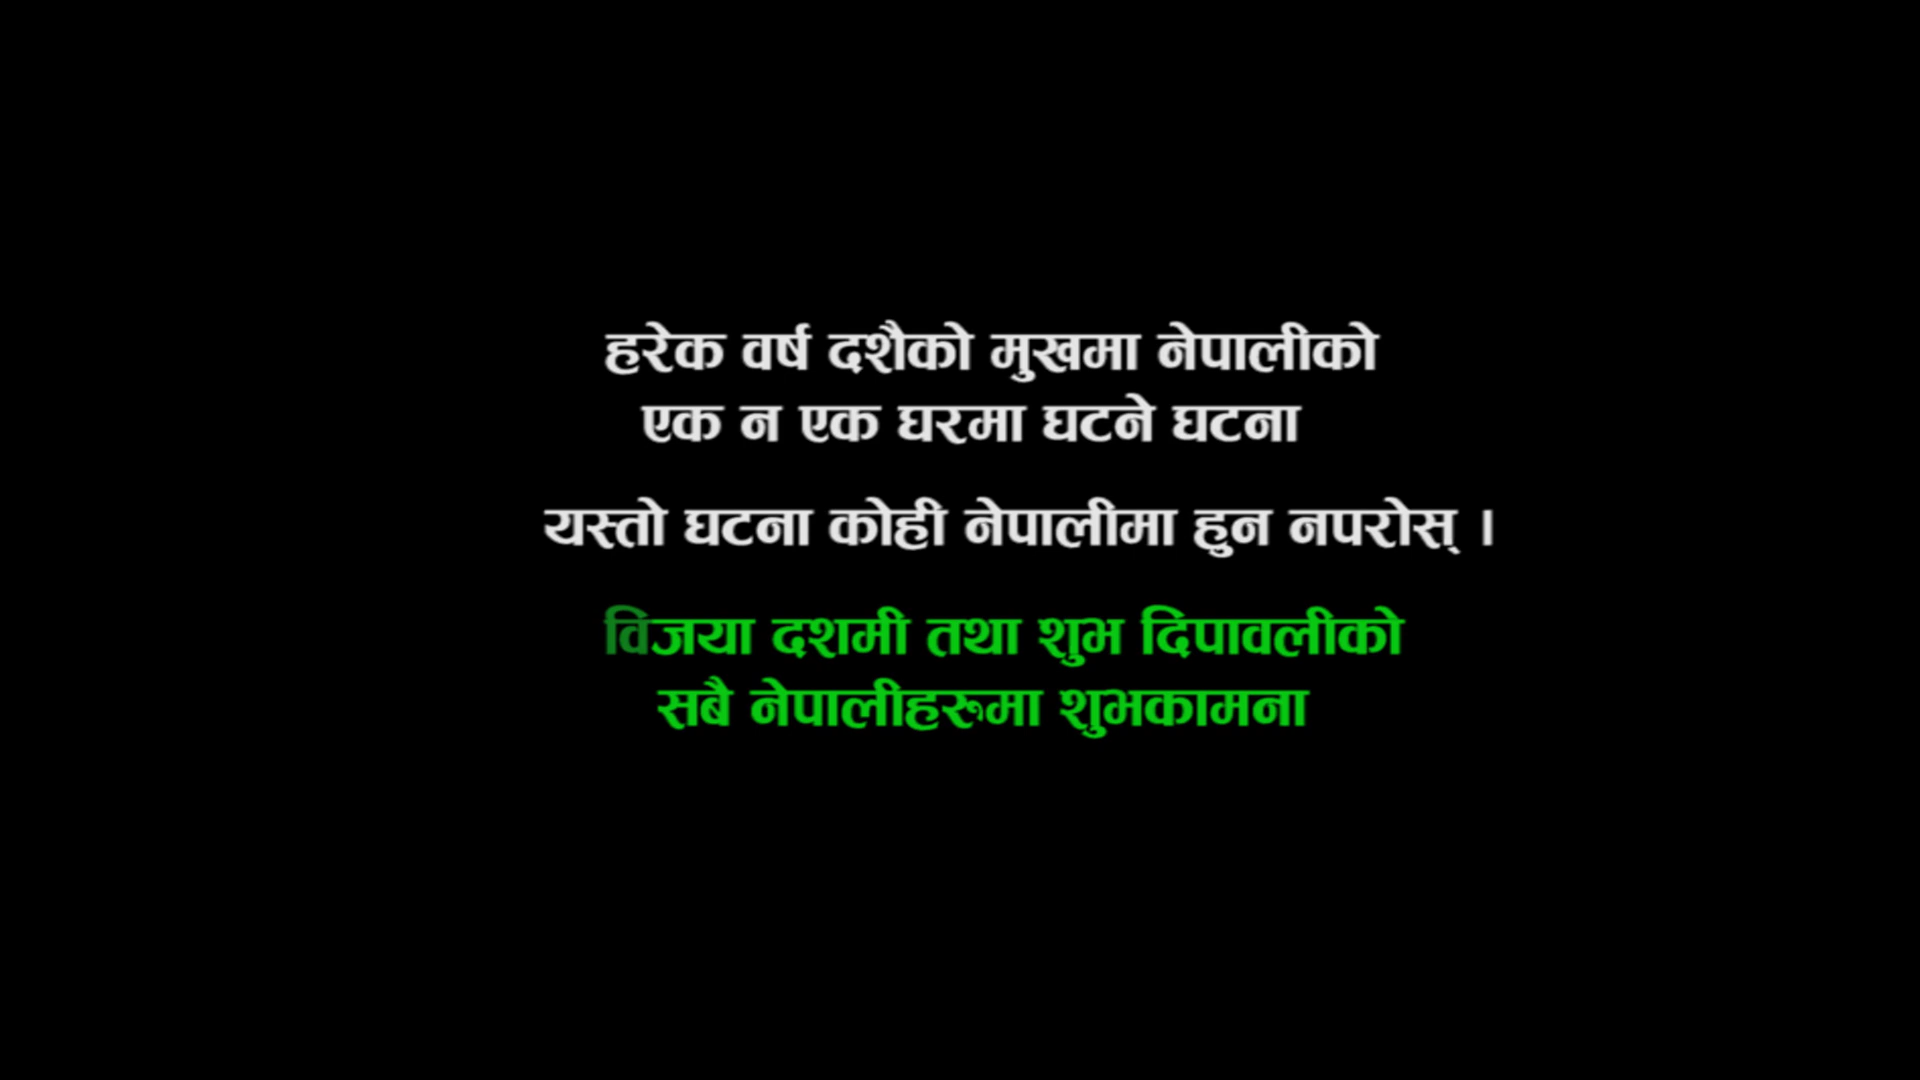 हरेक वर्ष दशैको मुखमा नेपालीको
एक न एक घरमा घटने घटना
यस्तो घटना कोही नेपालीमा हुन नपरोस् ।
विजया दशमी तथा शुभ दिपावलीको
सबै नेपालीहरुमा शुभकामना